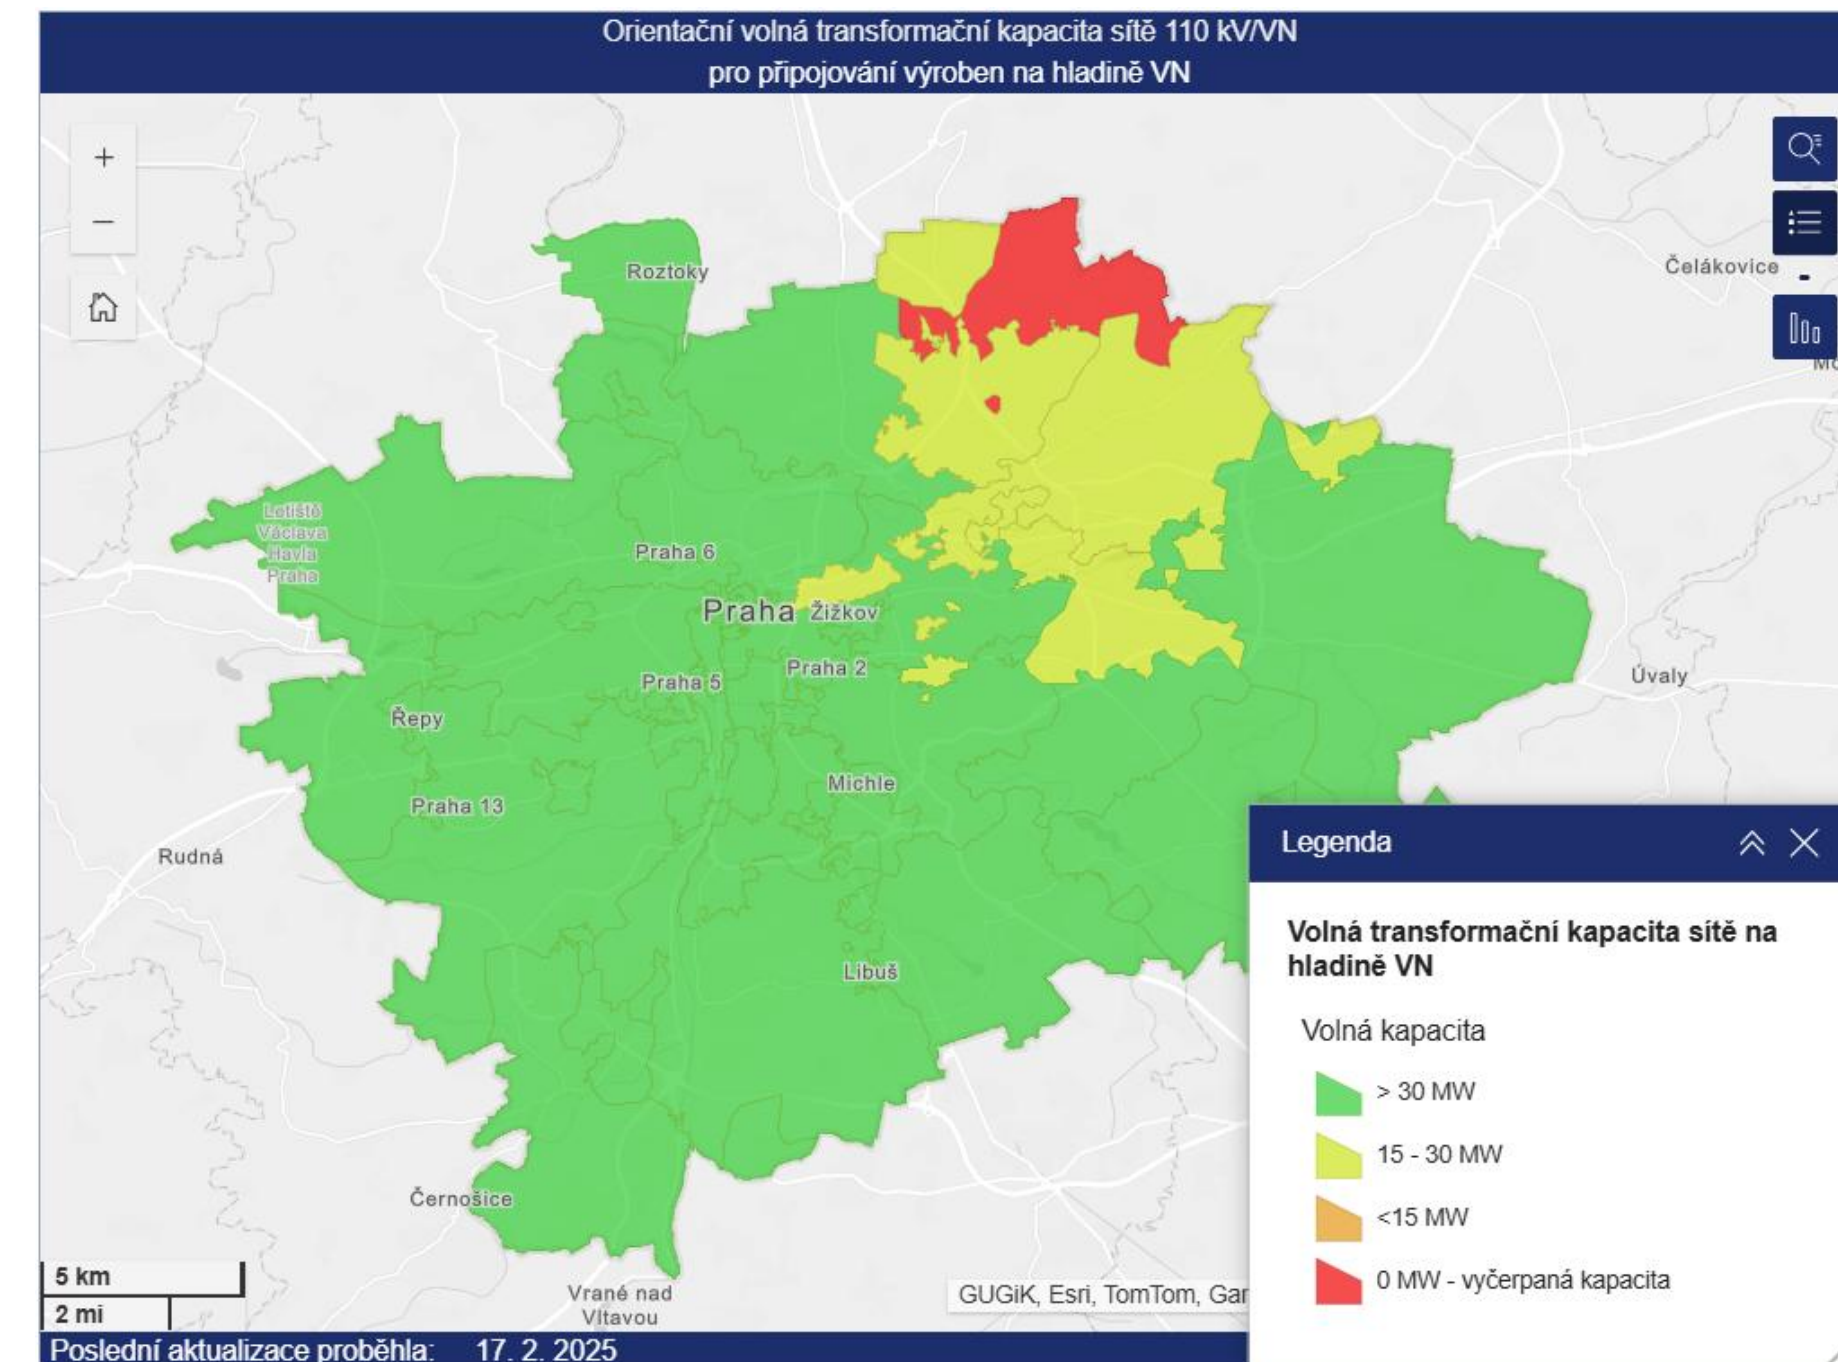 Orientační volná transformační kapacita sítě 110 kV/VN
pro připojování výroben na hladině VN
+
−
Roztoky
Čelákovice
Letiště
Václava
Havla
Praha
Praha 6
Praha
Žižkov
Praha 5
Praha 2
Úvaly
Řepy
Michle
Praha 13
Rudná
Libuš
Černošice
Vrané nad
Vltavou
5 km
2 mi
GUGiK, Esri, TomTom, Gar
Legenda
Volná transformační kapacita sítě na
hladině VN
Volná kapacita
> 30 MW
15 - 30 MW
<15 MW
0 MW - vyčerpaná kapacita
Poslední aktualizace proběhla: 17. 2. 2025